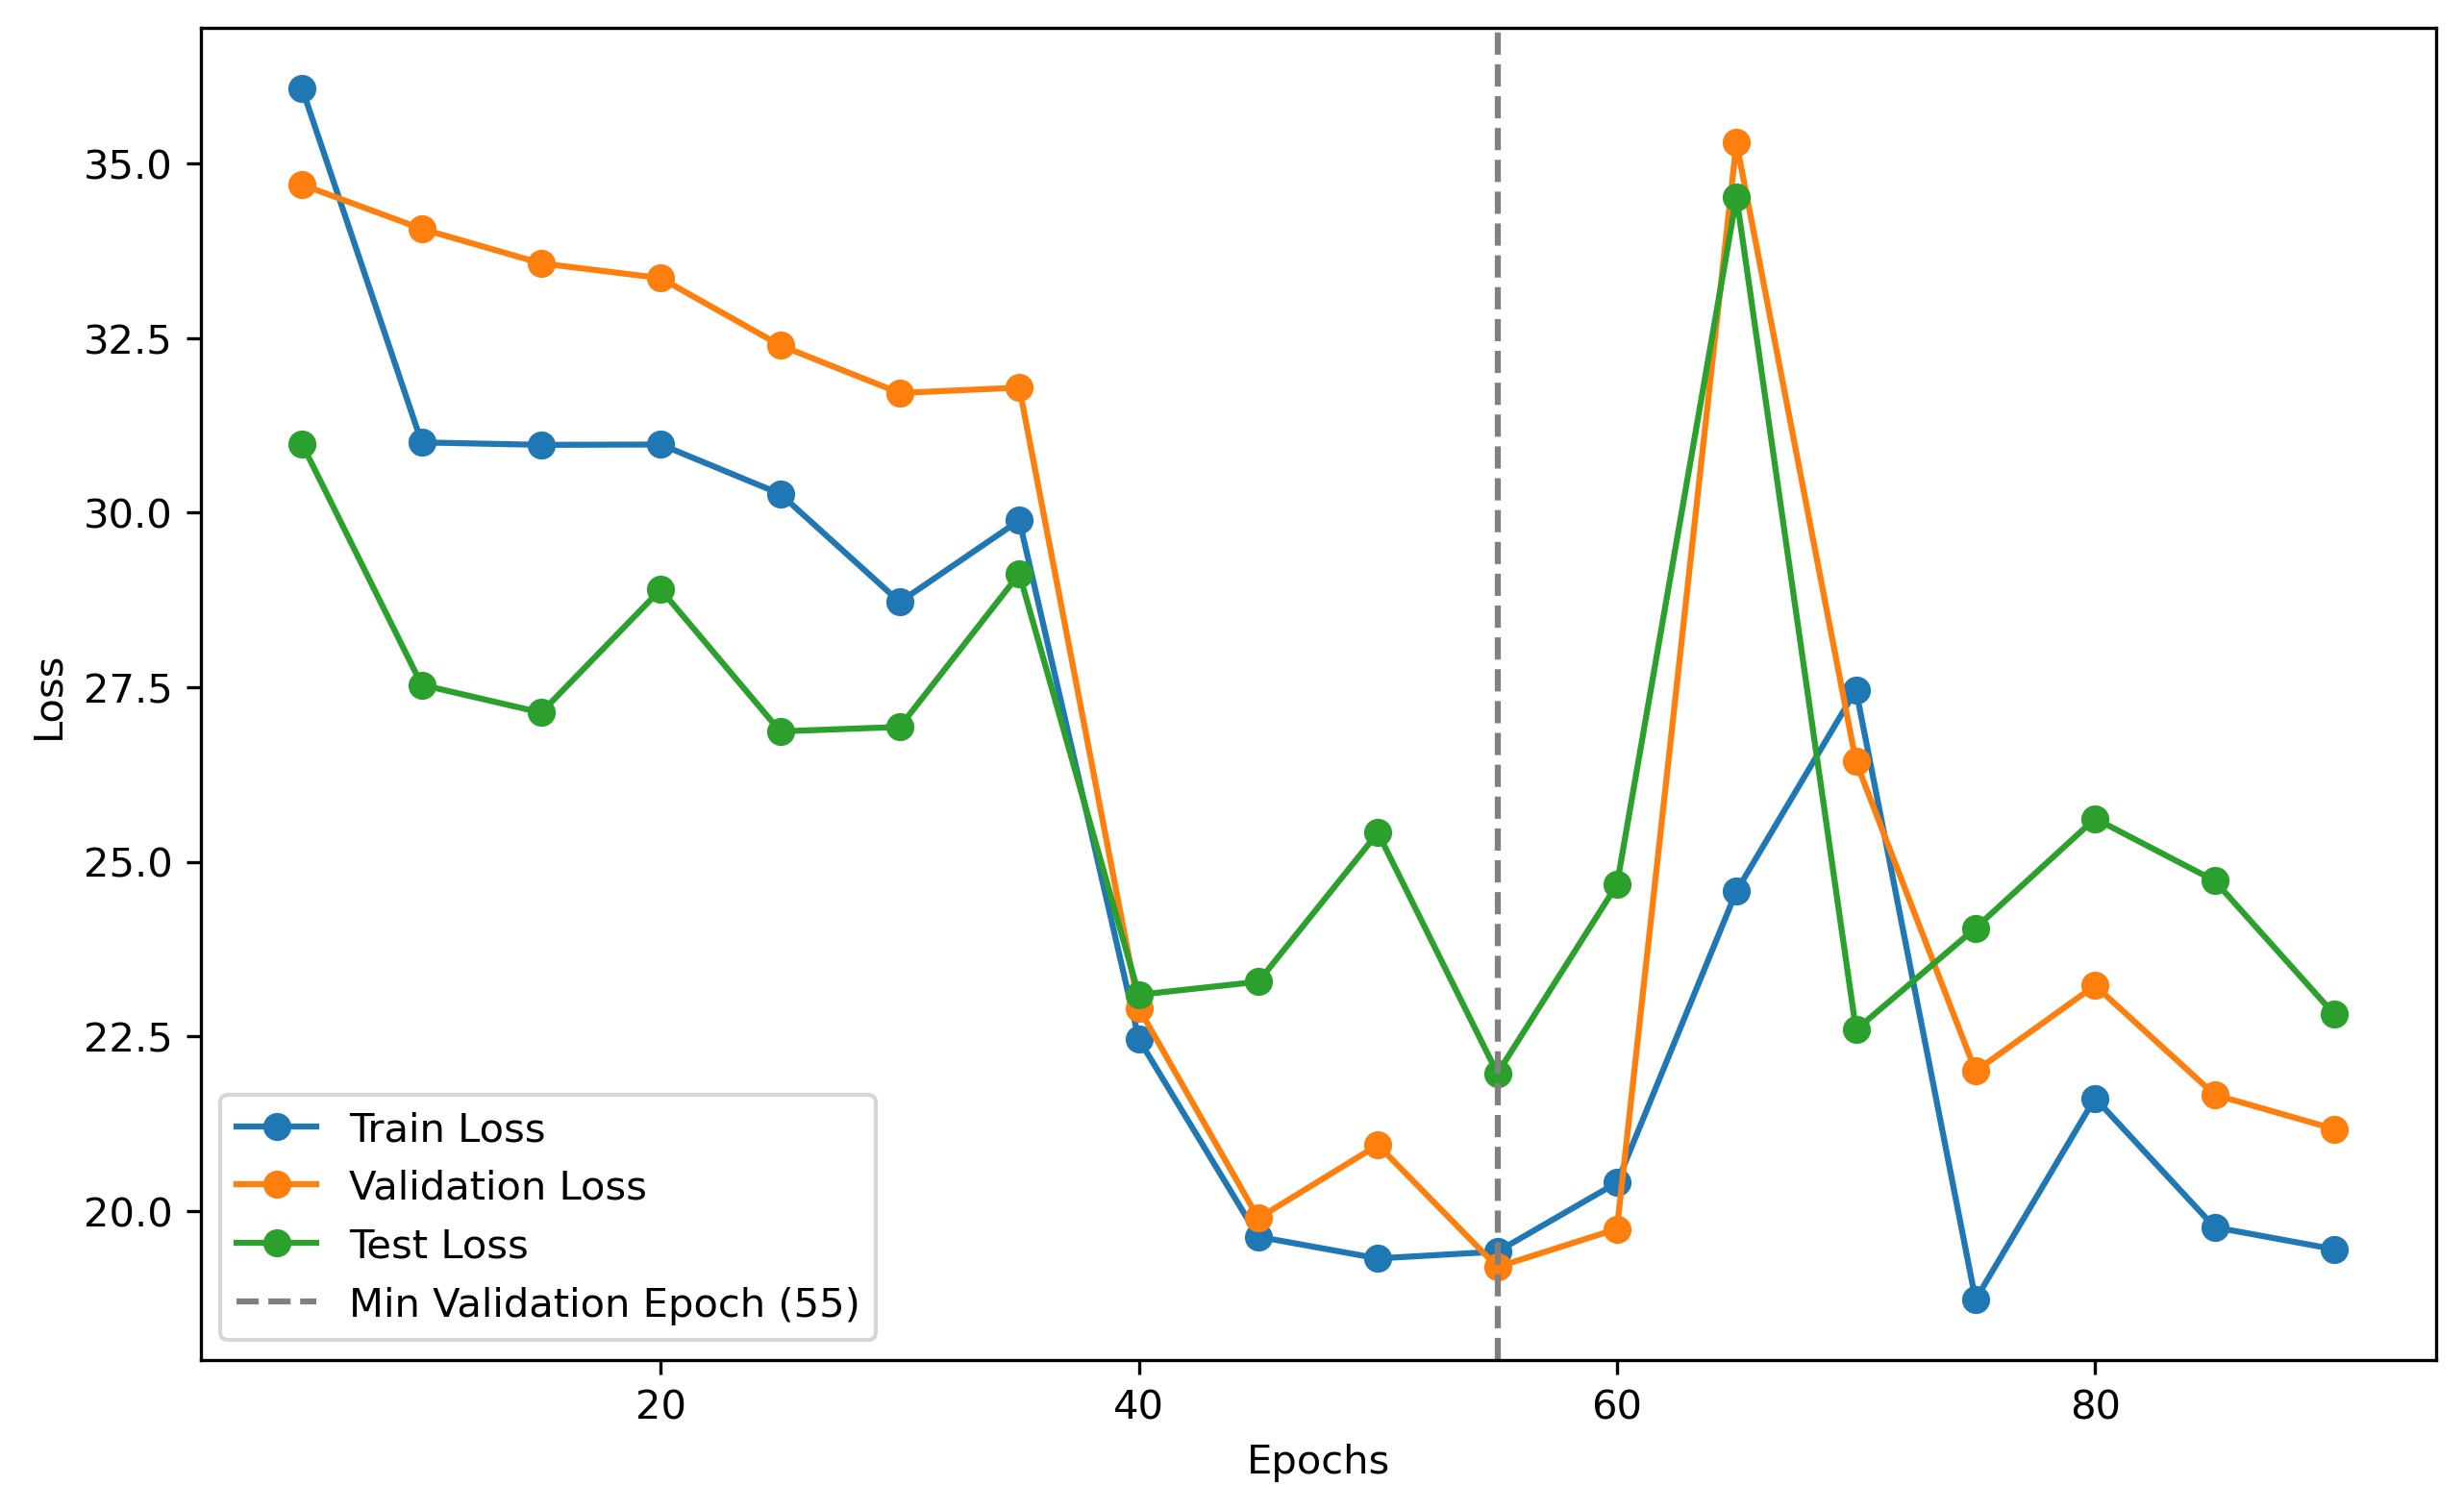 35.0
32.5
30.0
27.5
25.0
22.5
20.0
Loss
Train Loss
Validation Loss
Test Loss
Min Validation Epoch (55)
20
40
60
80
Epochs